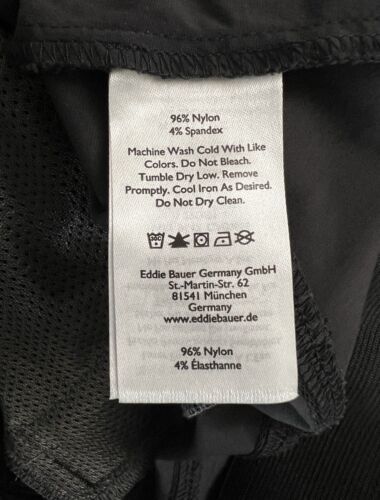 96% Nylon
4% Spandex
Machine Wash Cold With Like
Colors. Do Not Bleach.
Tumble Dry Low. Remove
Promptly. Cool Iron As Desired.
Do Not Dry Clean.
Eddie Bauer Germany GmbH
St.-Martin-Str. 62
81541 München
Germany
www.eddiebauer.de
96% Nylon
4% Élasthanne